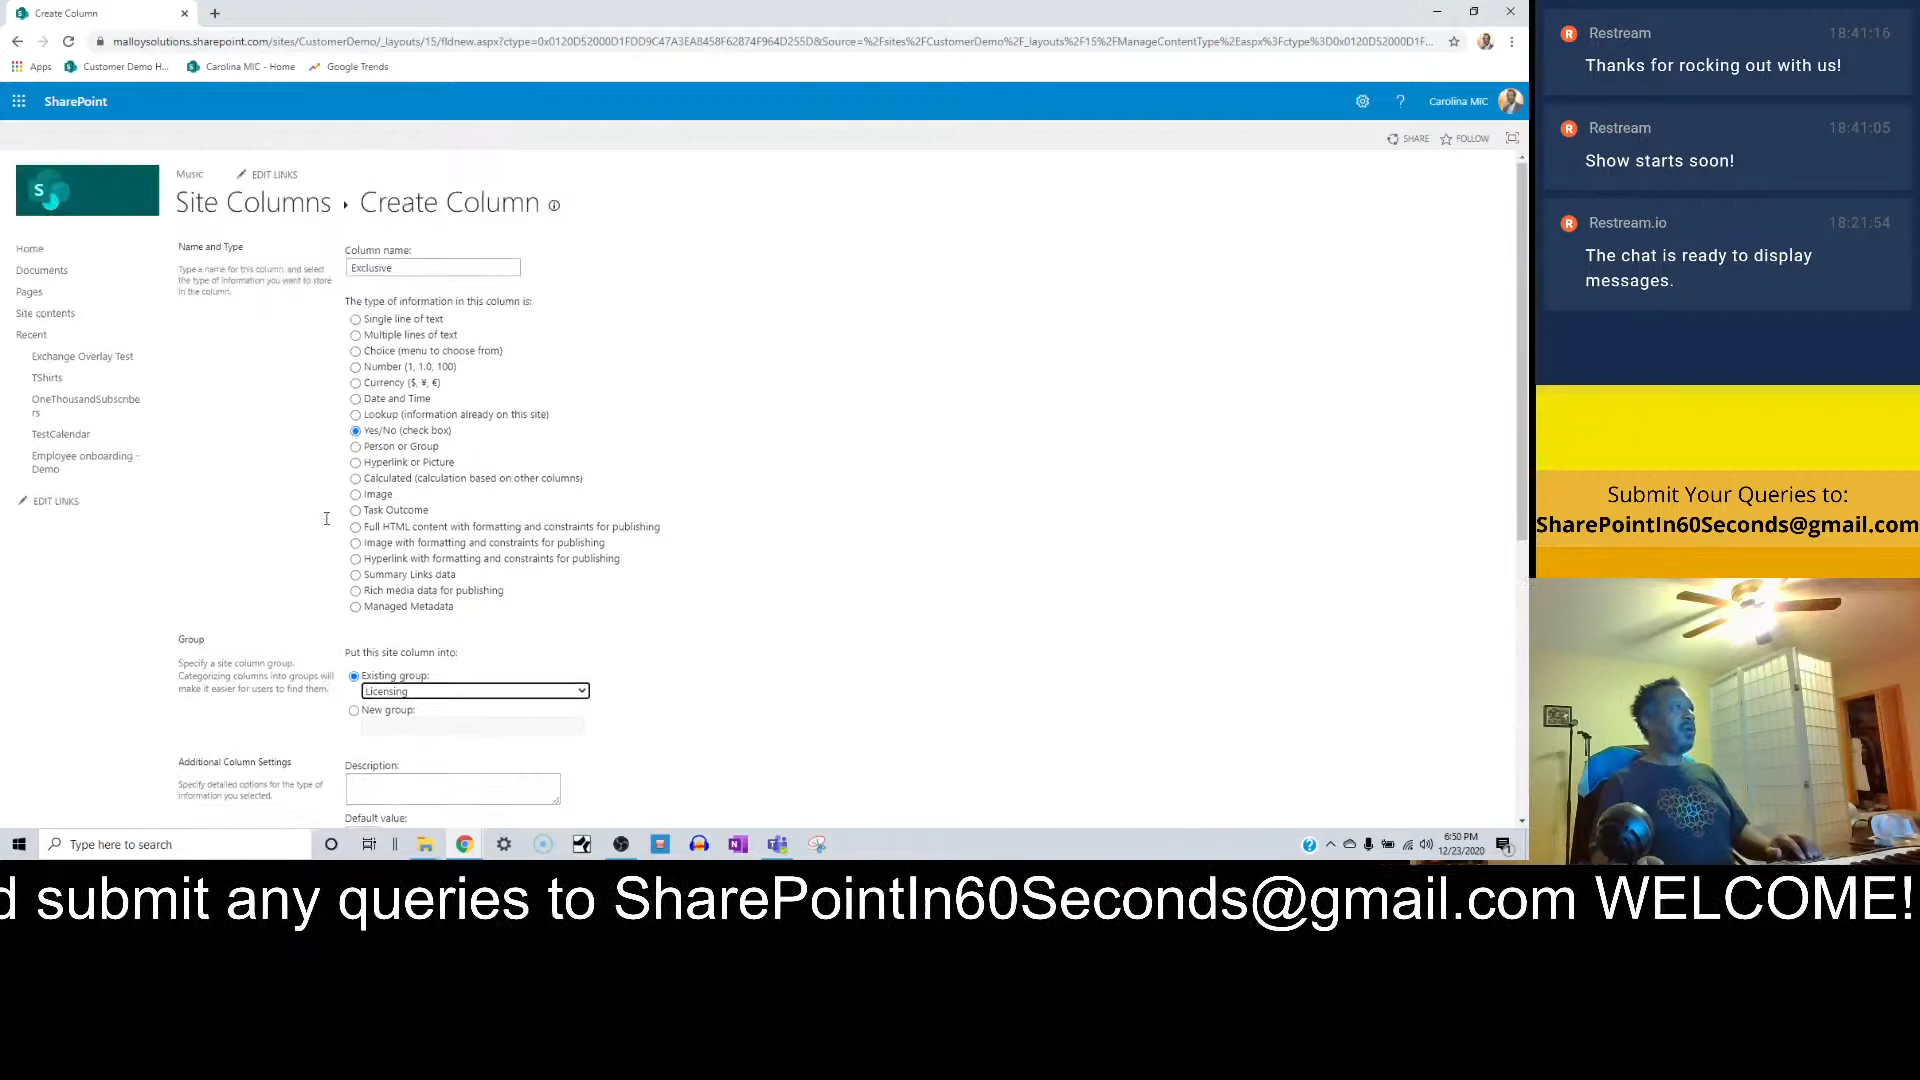 Create Column
malloysolutions.sharepoint.com/sites/CustomerDemo/_layouts/15/fldnew.aspx?ctype=0x0120D52000D1FDD9C47A3EA8458F62874F964D255D&Source=%2Fsites%2FCustomerDemo%2F_layouts%2F15%2FManageContentType%2Easpx%3Fctype%3D0x0120D52000D1F...
Apps
Customer Demo H...
Carolina MIC - Home
Google Trends
SharePoint
? Carolina MIC
SHARE FOLLOW
S
Music
EDIT LINKS
Site Columns ▸ Create Column
Home
Documents
Pages
Site contents
Recent
Exchange Overlay Test
TShirts
OneThousandSubscribe
rs
TestCalendar
Employee onboarding -
Demo
EDIT LINKS
Name and Type
Type a name for this column, and select
the type of information you want to store
in the column.
Column name:
Exclusive
The type of information in this column is:
Single line of text
Multiple lines of text
Choice (menu to choose from)
Number (1, 1.0, 100)
Currency ($, ¥, €)
Date and Time
Lookup (information already on this site)
Yes/No (check box)
Person or Group
Hyperlink or Picture
Calculated (calculation based on other columns)
Image
Task Outcome
Full HTML content with formatting and constraints for publishing
Image with formatting and constraints for publishing
Hyperlink with formatting and constraints for publishing
Summary Links data
Rich media data for publishing
Managed Metadata
Group
Specify a site column group.
Categorizing columns into groups will
make it easier for users to find them.
Put this site column into:
Existing group:
Licensing
New group:
Additional Column Settings
Specify detailed options for the type of
information you selected.
Description:
Default value:
Type here to search
6:50 PM
12/23/2020
Restream 18:41:16
Thanks for rocking out with us!
Restream 18:41:05
Show starts soon!
Restream.io 18:21:54
The chat is ready to display
messages.
Submit Your Queries to:
SharePointIn60Seconds@gmail.com
d submit any queries to SharePointIn60Seconds@gmail.com WELCOME!